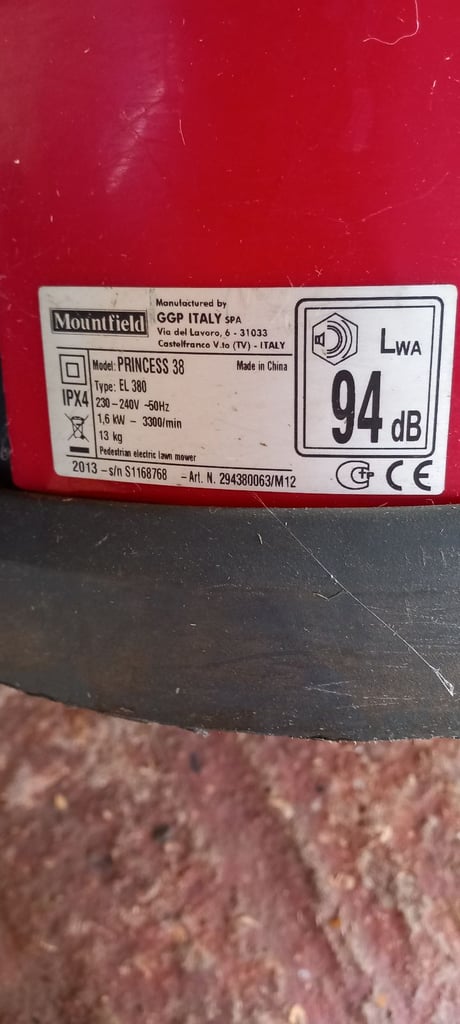 Mountfield
Manufactured by
GGP ITALY SPA
Via del Lavoro, 6 - 31033
Castelfranco V.to (TV) - ITALY
Model: PRINCESS 38
Made in China
Type: EL 380
IPX4
230-240V ~50Hz
1,6 kW - 3300/min
13 kg
Pedestrian electric lawn mower
2013 - s/n S1168768 - Art. N. 294380063/M12
LWA
94 dB
CE